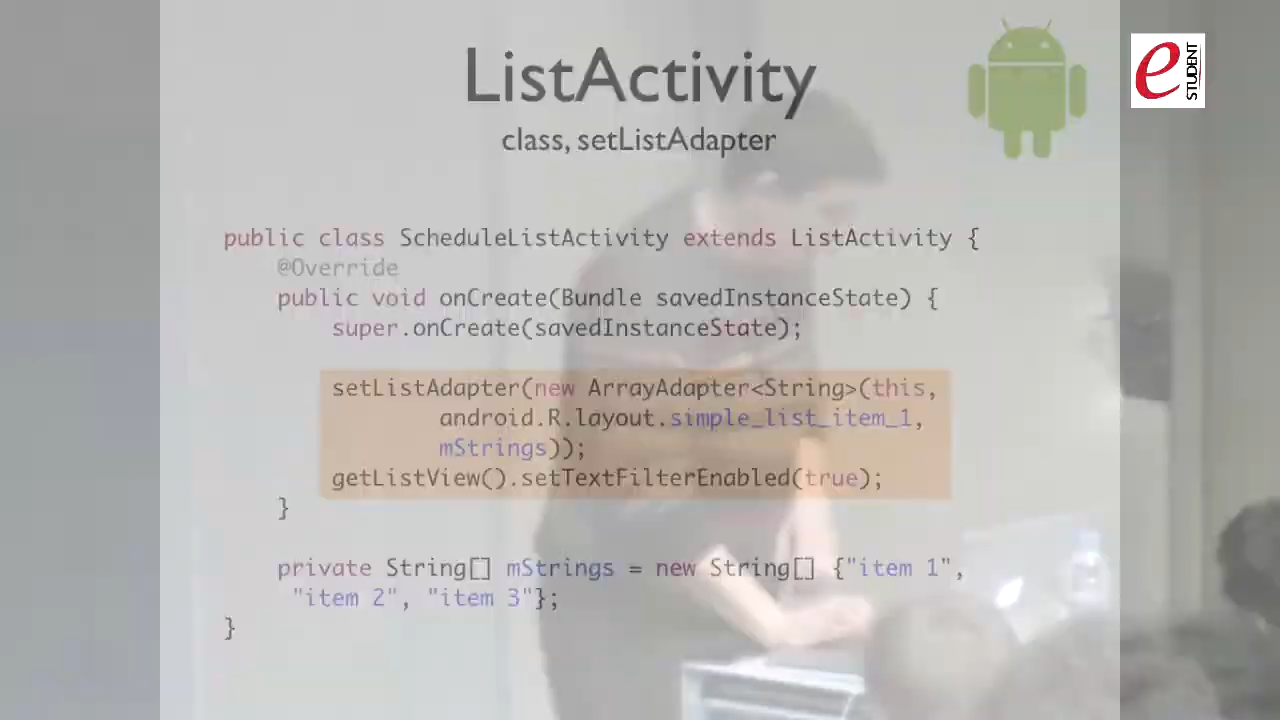 ListActivity
class, setListAdapter
public class ScheduleListActivity extends ListActivity {
@Override
public void onCreate(Bundle savedInstanceState) {
super.onCreate(savedInstanceState);
setListAdapter(new ArrayAdapter<String>(this,
android.R.layout.simple_list_item_1,
mStrings));
getListView().setTextFilterEnabled(true);
}
private String[] mStrings = new String[] {"item 1",
"item 2", "item 3"};
}
e STUDENT